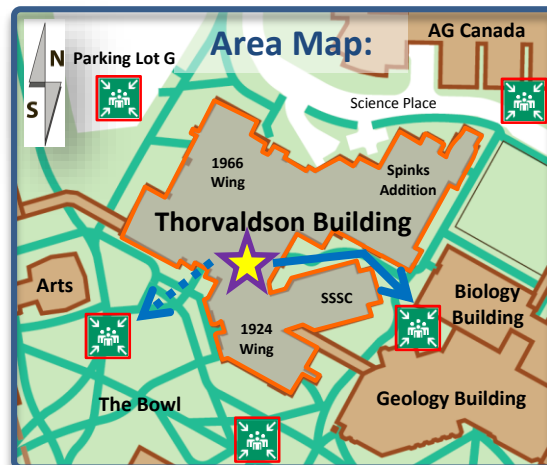 Area Map:
AG Canada
N
S
Parking Lot G
Science Place
1966
Wing
Spinks
Addition
Thorvaldson Building
Arts
SSSC
Biology
Building
1924
Wing
The Bowl
Geology Building